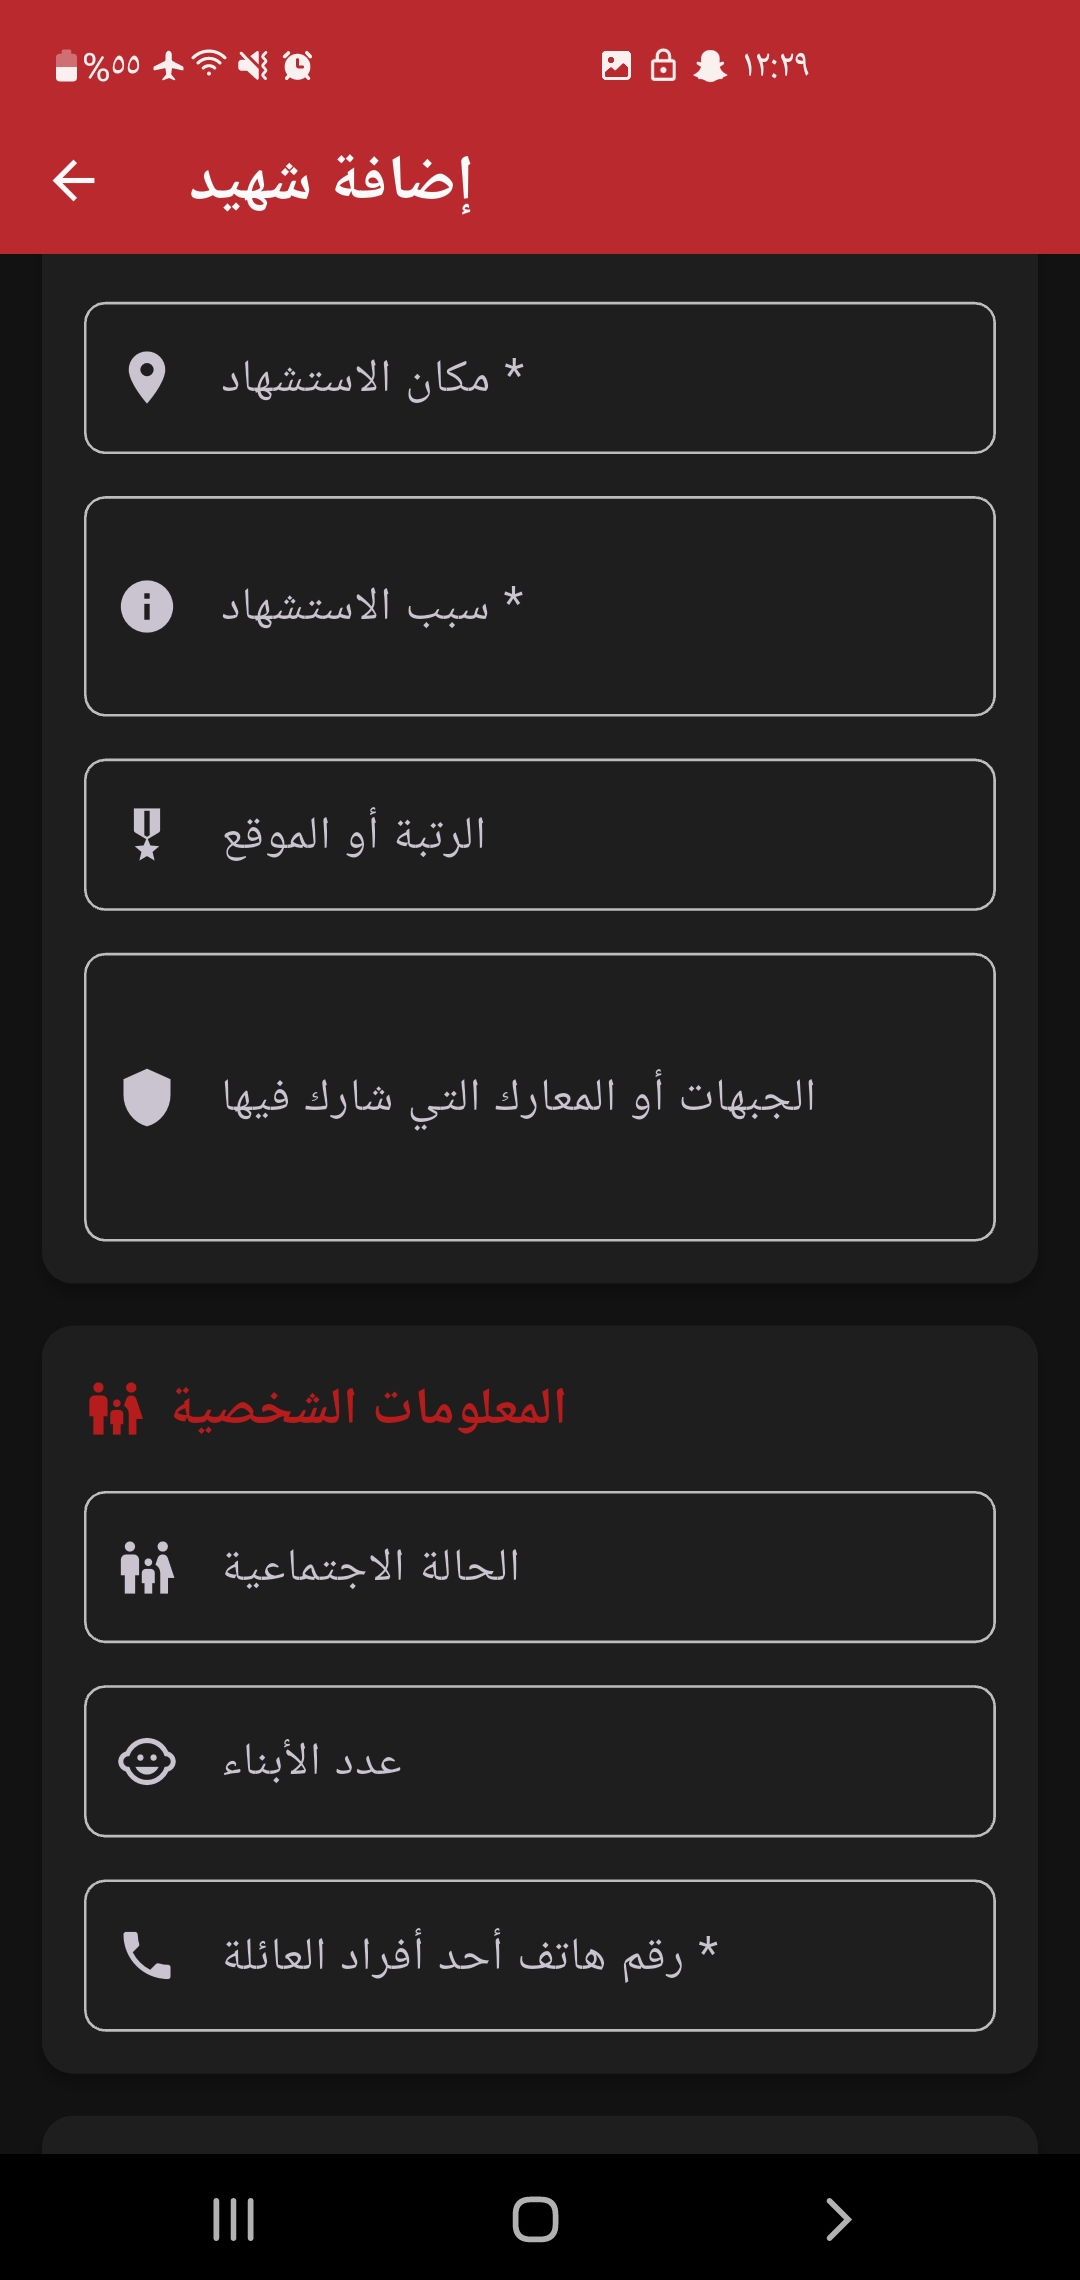 ١٢:٢٩
%٥٥
إضافة شهيد
مكان الاستشهاد *
سبب الاستشهاد *
الرتبة أو الموقع
الجبهات أو المعارك التي شارك فيها
المعلومات الشخصية
الحالة الاجتماعية
عدد الأبناء
رقم هاتف أحد أفراد العائلة *